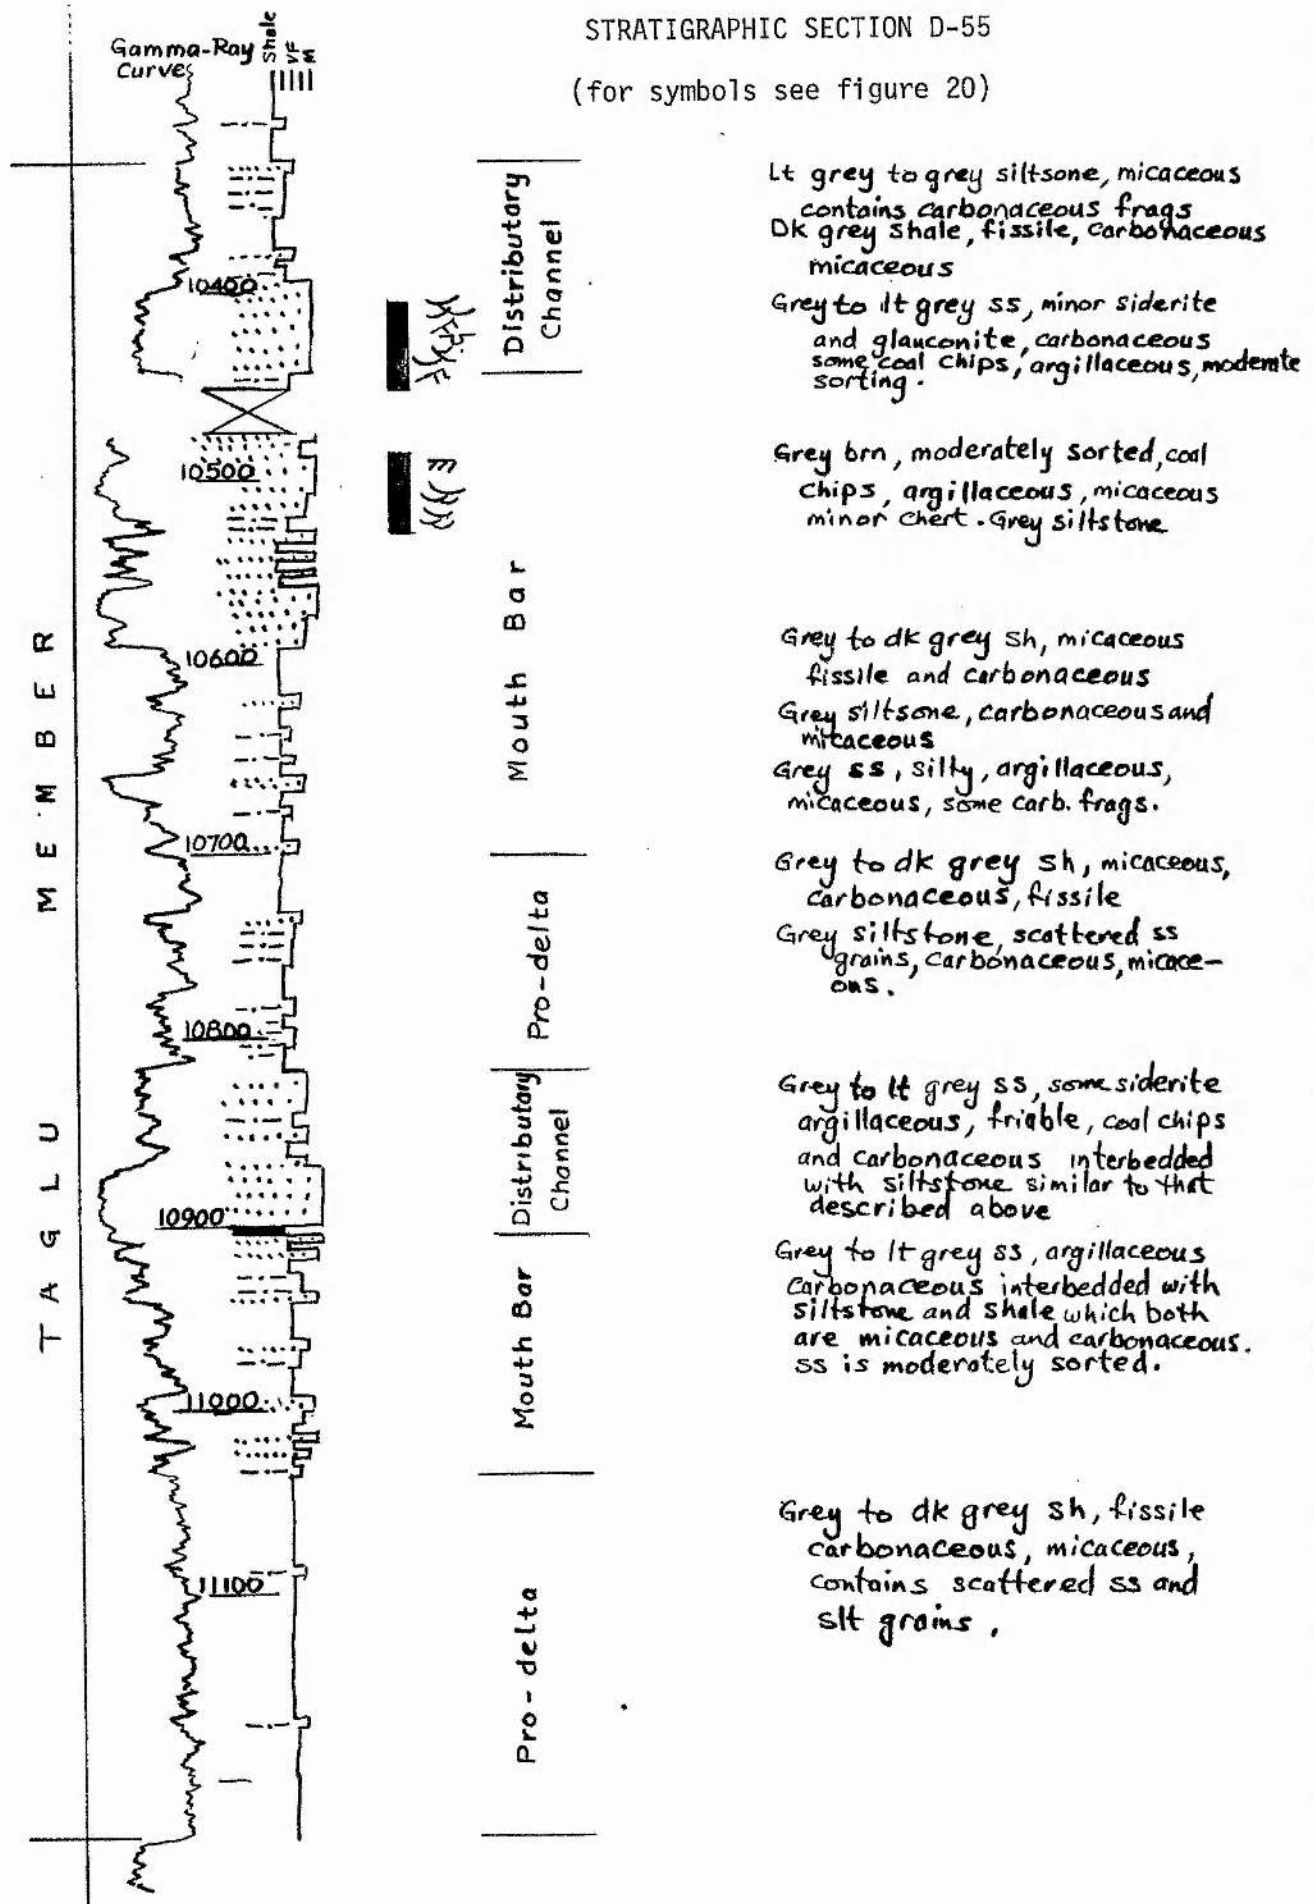 STRATIGRAPHIC SECTION D-55
(for symbols see figure 20)
Gamma-Ray
Curve
Shale
VF
M
TAGLU MEMBER
10400
10500
10600
10700
10800
10900
11000
11100
Distributary
Channel
Mouth Bar
Pro-delta
Distributary
Channel
Mouth Bar
Pro-delta
Lt grey to grey siltsone, micaceous
contains carbonaceous frags
Dk grey shale, fissile, carbonaceous
micaceous
Grey to lt grey ss, minor siderite
and glauconite, carbonaceous
some coal chips, argillaceous, moderate
sorting.
Grey brn, moderately sorted, coal
chips, argillaceous, micaceous
minor chert. Grey siltstone
Grey to dk grey sh, micaceous
fissile and carbonaceous
Grey siltsone, carbonaceous and
micaceous
Grey ss, silty, argillaceous,
micaceous, some carb. frags.
Grey to dk grey sh, micaceous,
carbonaceous, fissile
Grey siltstone, scattered ss
grains, carbonaceous, micace-
ous.
Grey to lt grey ss, some siderite
argillaceous, friable, coal chips
and carbonaceous interbedded
with siltstone similar to that
described above
Grey to lt grey ss, argillaceous
carbonaceous interbedded with
siltstone and shale which both
are micaceous and carbonaceous.
ss is moderately sorted.
Grey to dk grey sh, fissile
carbonaceous, micaceous,
contains scattered ss and
slt grains.